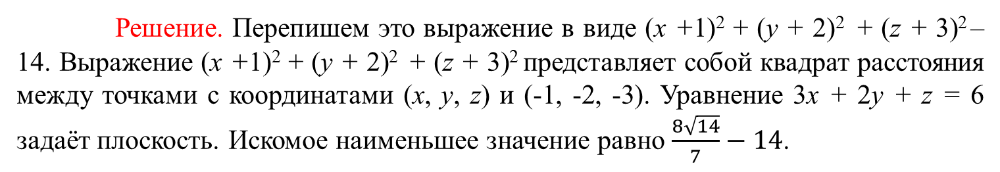 Решение. Перепишем это выражение в виде (x +1)² + (y + 2)² + (z + 3)² –
14. Выражение (x +1)² + (y + 2)² + (z + 3)² представляет собой квадрат расстояния
между точками с координатами (x, y, z) и (-1, -2, -3). Уравнение 3x + 2y + z = 6
задаёт плоскость. Искомое наименьшее значение равно 8√14/7 − 14.